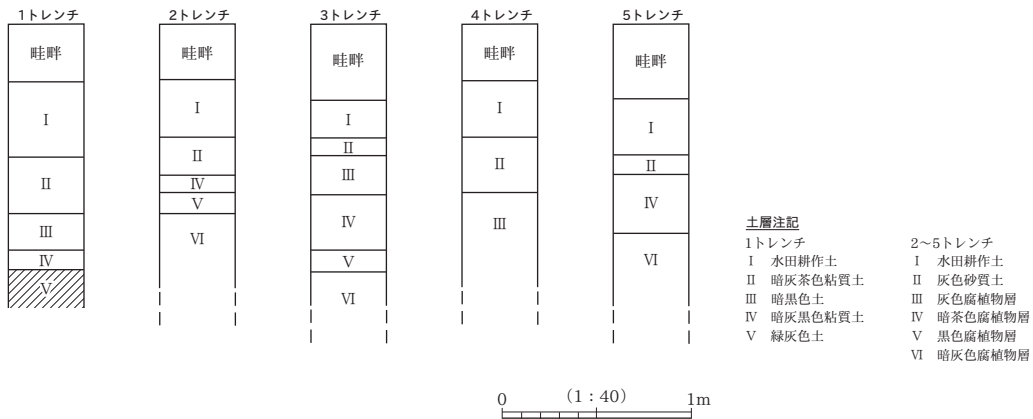 1トレンチ
畦畔
Ⅰ
Ⅱ
Ⅲ
Ⅳ
Ⅴ
2トレンチ
畦畔
Ⅰ
Ⅱ
Ⅳ
Ⅴ
Ⅵ
3トレンチ
畦畔
Ⅰ
Ⅱ
Ⅲ
Ⅳ
Ⅴ
Ⅵ
4トレンチ
畦畔
Ⅰ
Ⅱ
Ⅲ
5トレンチ
畦畔
Ⅰ
Ⅱ
Ⅳ
Ⅵ
土層注記
1トレンチ
Ⅰ 水田耕作土
Ⅱ 暗灰茶色粘質土
Ⅲ 暗黒色土
Ⅳ 暗灰黒色粘質土
Ⅴ 緑灰色土
2～5トレンチ
Ⅰ 水田耕作土
Ⅱ 灰色砂質土
Ⅲ 灰色腐植物層
Ⅳ 暗茶色腐植物層
Ⅴ 黒色腐植物層
Ⅵ 暗灰色腐植物層
0 （1：40） 1m